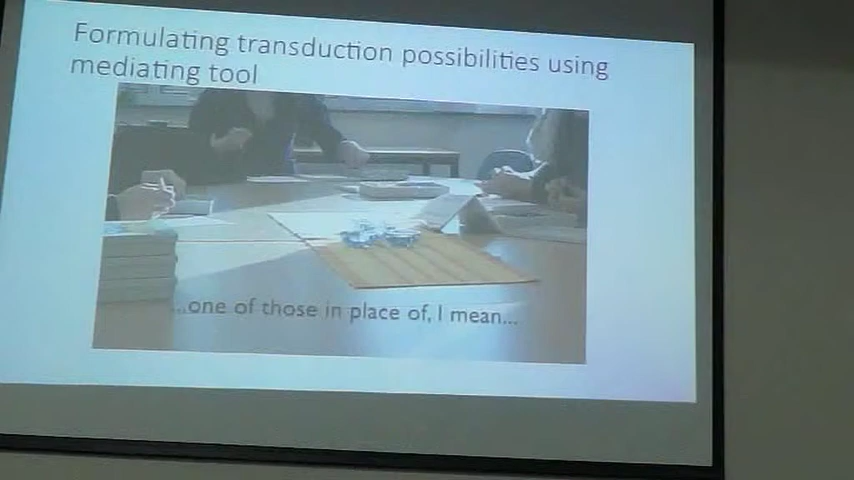 Formulating transduction possibilities using
mediating tool
...one of those in place of, I mean...